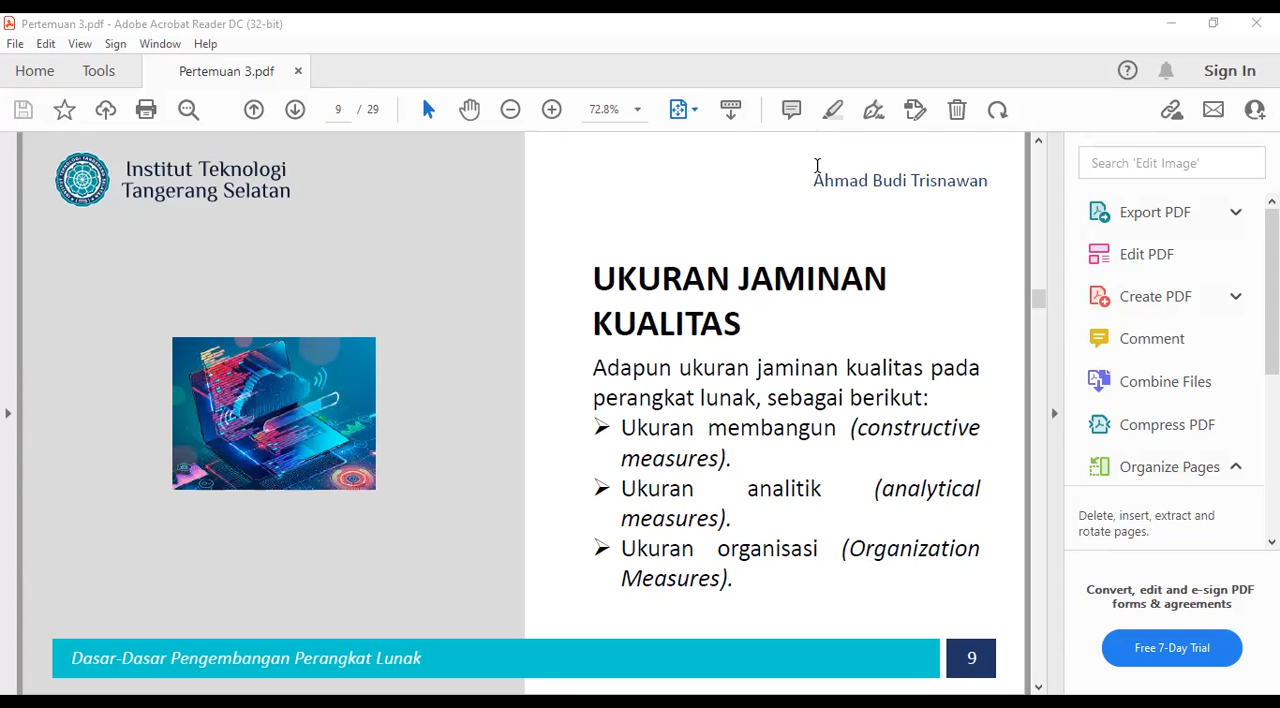 Pertemuan 3.pdf - Adobe Acrobat Reader DC (32-bit)
File Edit View Sign Window Help
Home Tools Pertemuan 3.pdf × Sign In
9 / 29 72.8%
Institut Teknologi
Tangerang Selatan
Ahmad Budi Trisnawan
UKURAN JAMINAN
KUALITAS
Adapun ukuran jaminan kualitas pada
perangkat lunak, sebagai berikut:
➢ Ukuran membangun (constructive
measures).
➢ Ukuran analitik (analytical
measures).
➢ Ukuran organisasi (Organization
Measures).
Dasar-Dasar Pengembangan Perangkat Lunak 9
Search 'Edit Image'
Export PDF
Edit PDF
Create PDF
Comment
Combine Files
Compress PDF
Organize Pages
Delete, insert, extract and
rotate pages.
Convert, edit and e-sign PDF
forms & agreements
Free 7-Day Trial